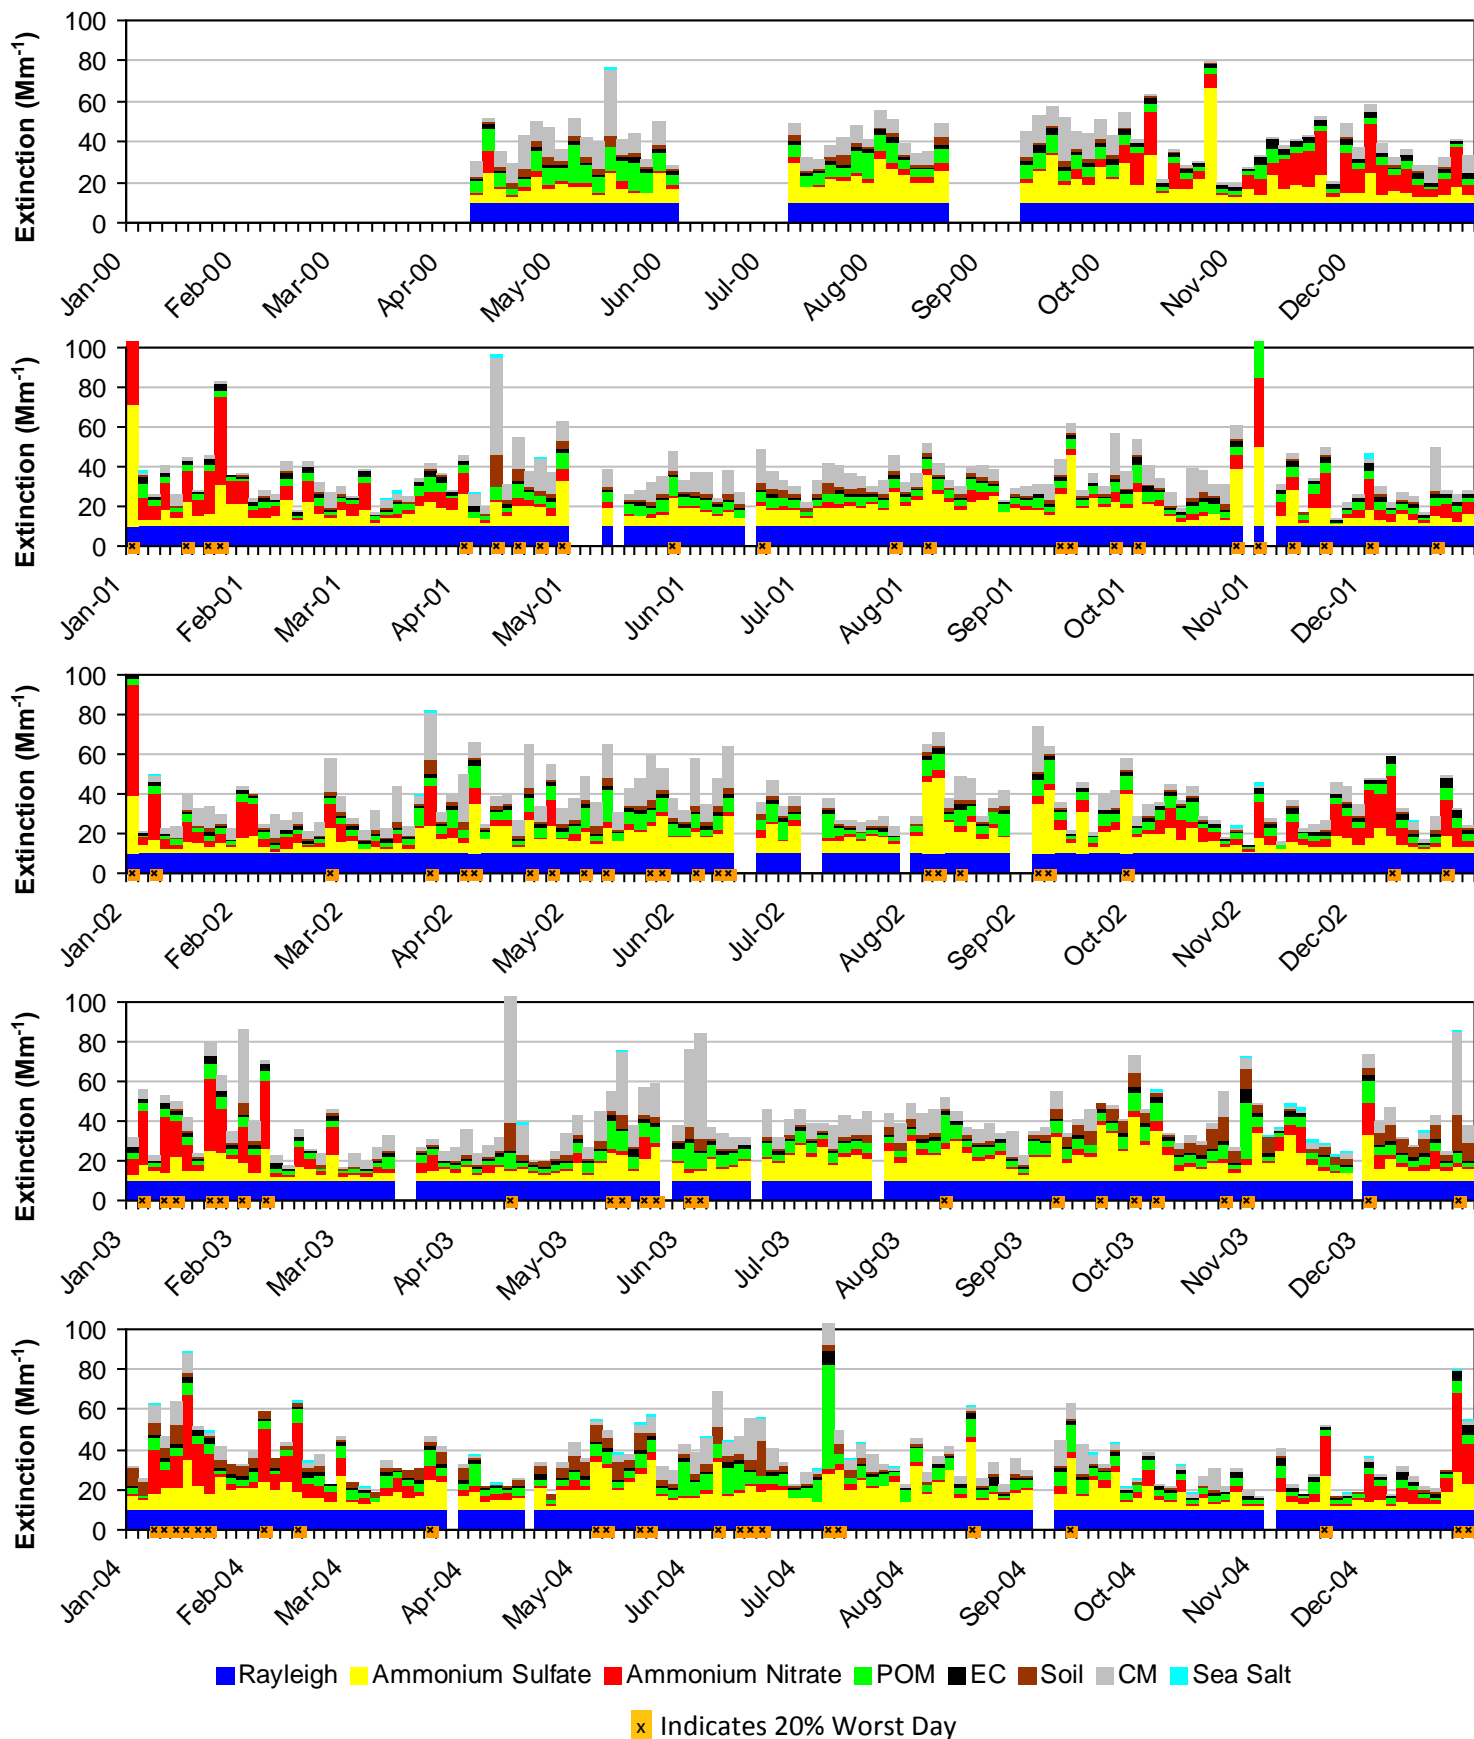 Extinction (Mm-1)
100
80
60
40
20
0
Jan-00 Feb-00 Mar-00 Apr-00 May-00 Jun-00 Jul-00 Aug-00 Sep-00 Oct-00 Nov-00 Dec-00
Extinction (Mm-1)
100
80
60
40
20
0
Jan-01 Feb-01 Mar-01 Apr-01 May-01 Jun-01 Jul-01 Aug-01 Sep-01 Oct-01 Nov-01 Dec-01
Extinction (Mm-1)
100
80
60
40
20
0
Jan-02 Feb-02 Mar-02 Apr-02 May-02 Jun-02 Jul-02 Aug-02 Sep-02 Oct-02 Nov-02 Dec-02
Extinction (Mm-1)
100
80
60
40
20
0
Jan-03 Feb-03 Mar-03 Apr-03 May-03 Jun-03 Jul-03 Aug-03 Sep-03 Oct-03 Nov-03 Dec-03
Extinction (Mm-1)
100
80
60
40
20
0
Jan-04 Feb-04 Mar-04 Apr-04 May-04 Jun-04 Jul-04 Aug-04 Sep-04 Oct-04 Nov-04 Dec-04
Rayleigh Ammonium Sulfate Ammonium Nitrate POM EC Soil CM Sea Salt
x Indicates 20% Worst Day